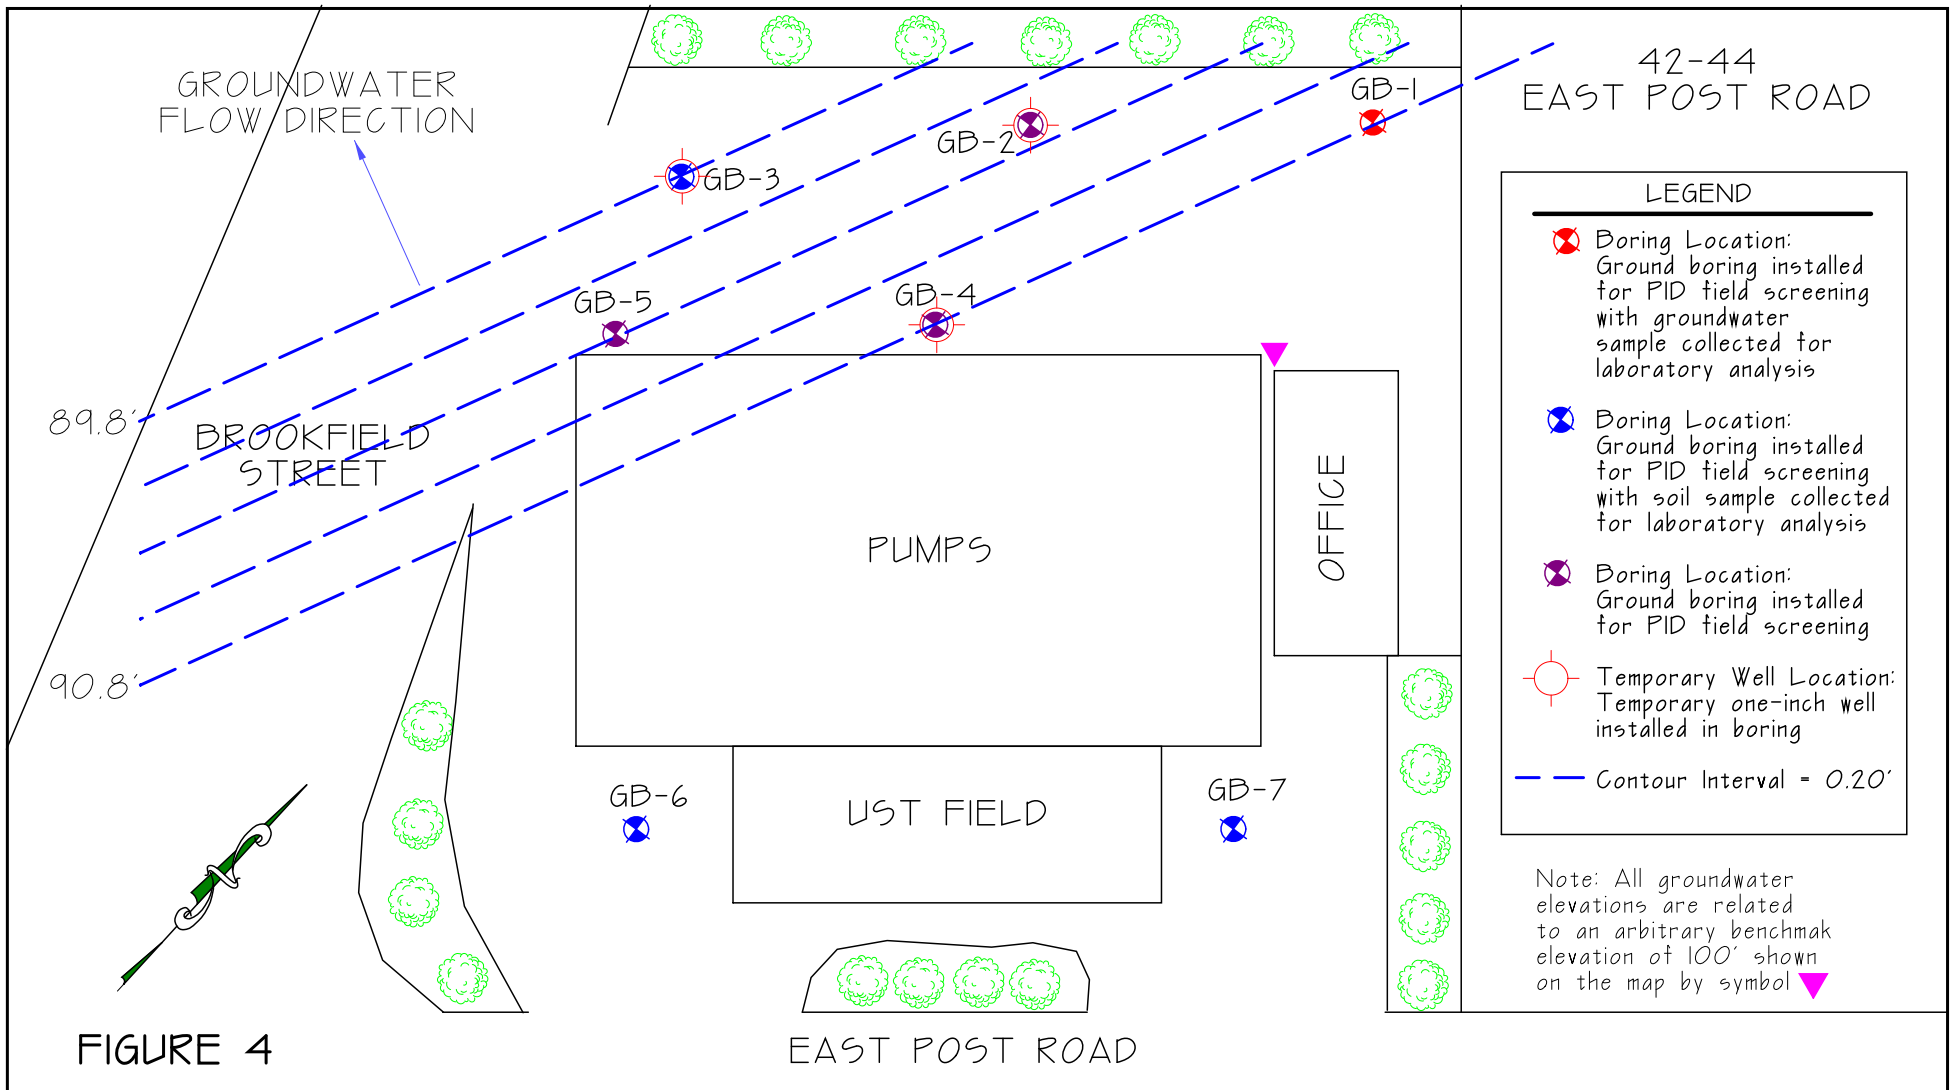 GROUNDWATER
FLOW DIRECTION
42-44
EAST POST ROAD
GB-1
GB-2
GB-3
GB-4
GB-5
89.8'
BROOKFIELD
STREET
90.8'
PUMPS
OFFICE
GB-6
UST FIELD
GB-7
EAST POST ROAD
FIGURE 4
LEGEND
Boring Location:
Ground boring installed
for PID field screening
with groundwater
sample collected for
laboratory analysis
Boring Location:
Ground boring installed
for PID field screening
with soil sample collected
for laboratory analysis
Boring Location:
Ground boring installed
for PID field screening
Temporary Well Location:
Temporary one-inch well
installed in boring
Contour Interval = 0.20'
Note: All groundwater
elevations are related
to an arbitrary benchmak
elevation of 100' shown
on the map by symbol